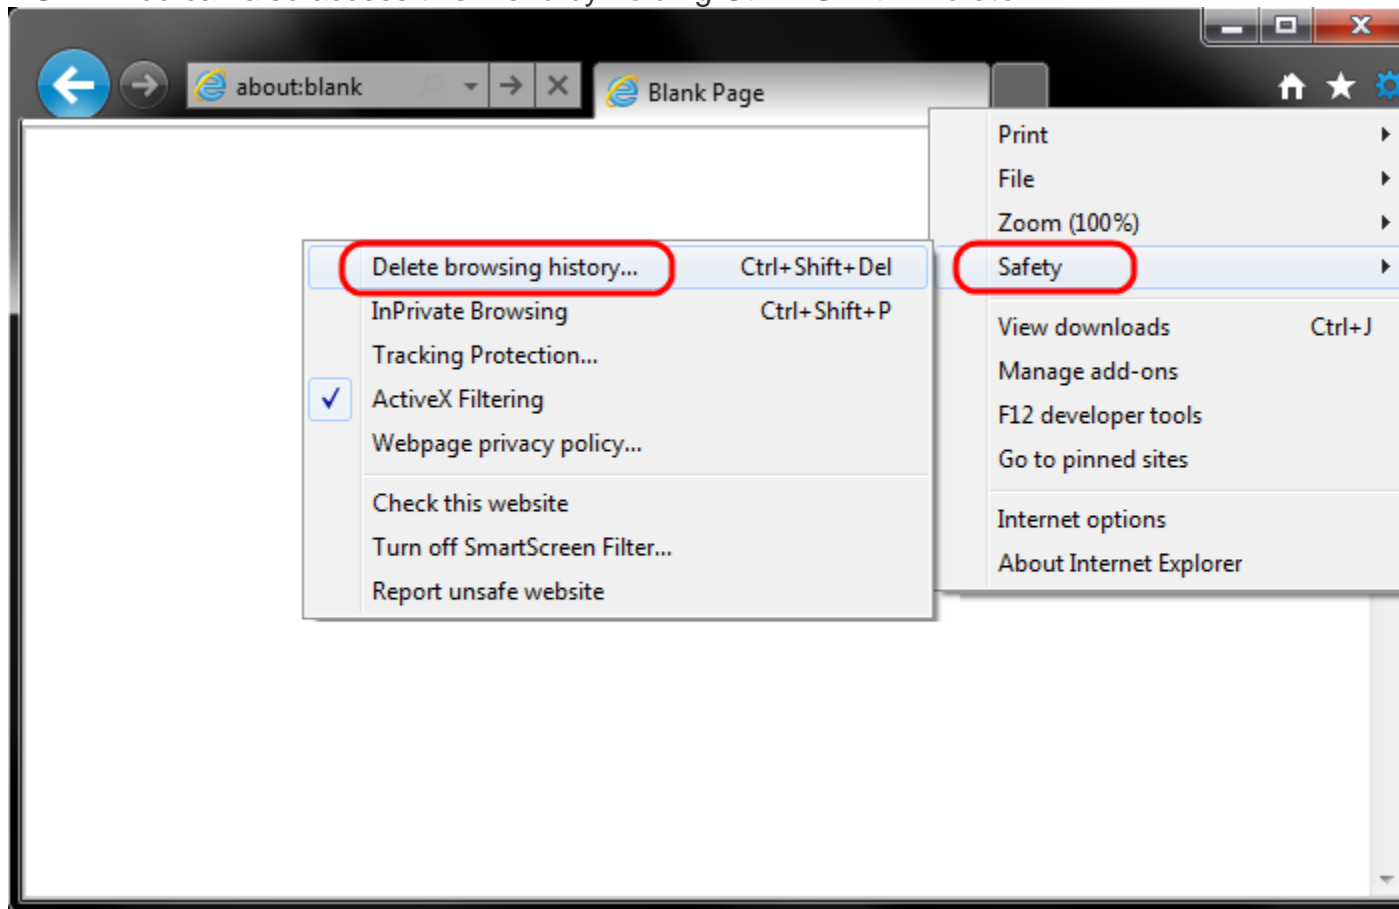 about:blank
Blank Page
Print
File
Zoom (100%)
Safety
View downloads Ctrl+J
Manage add-ons
F12 developer tools
Go to pinned sites
Internet options
About Internet Explorer
Delete browsing history... Ctrl+Shift+Del
InPrivate Browsing Ctrl+Shift+P
Tracking Protection...
ActiveX Filtering
Webpage privacy policy...
Check this website
Turn off SmartScreen Filter...
Report unsafe website